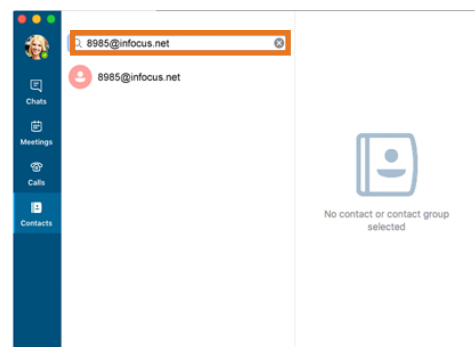 8985@infocus.net
8985@infocus.net
Chats
Meetings
Calls
Contacts
No contact or contact group
selected